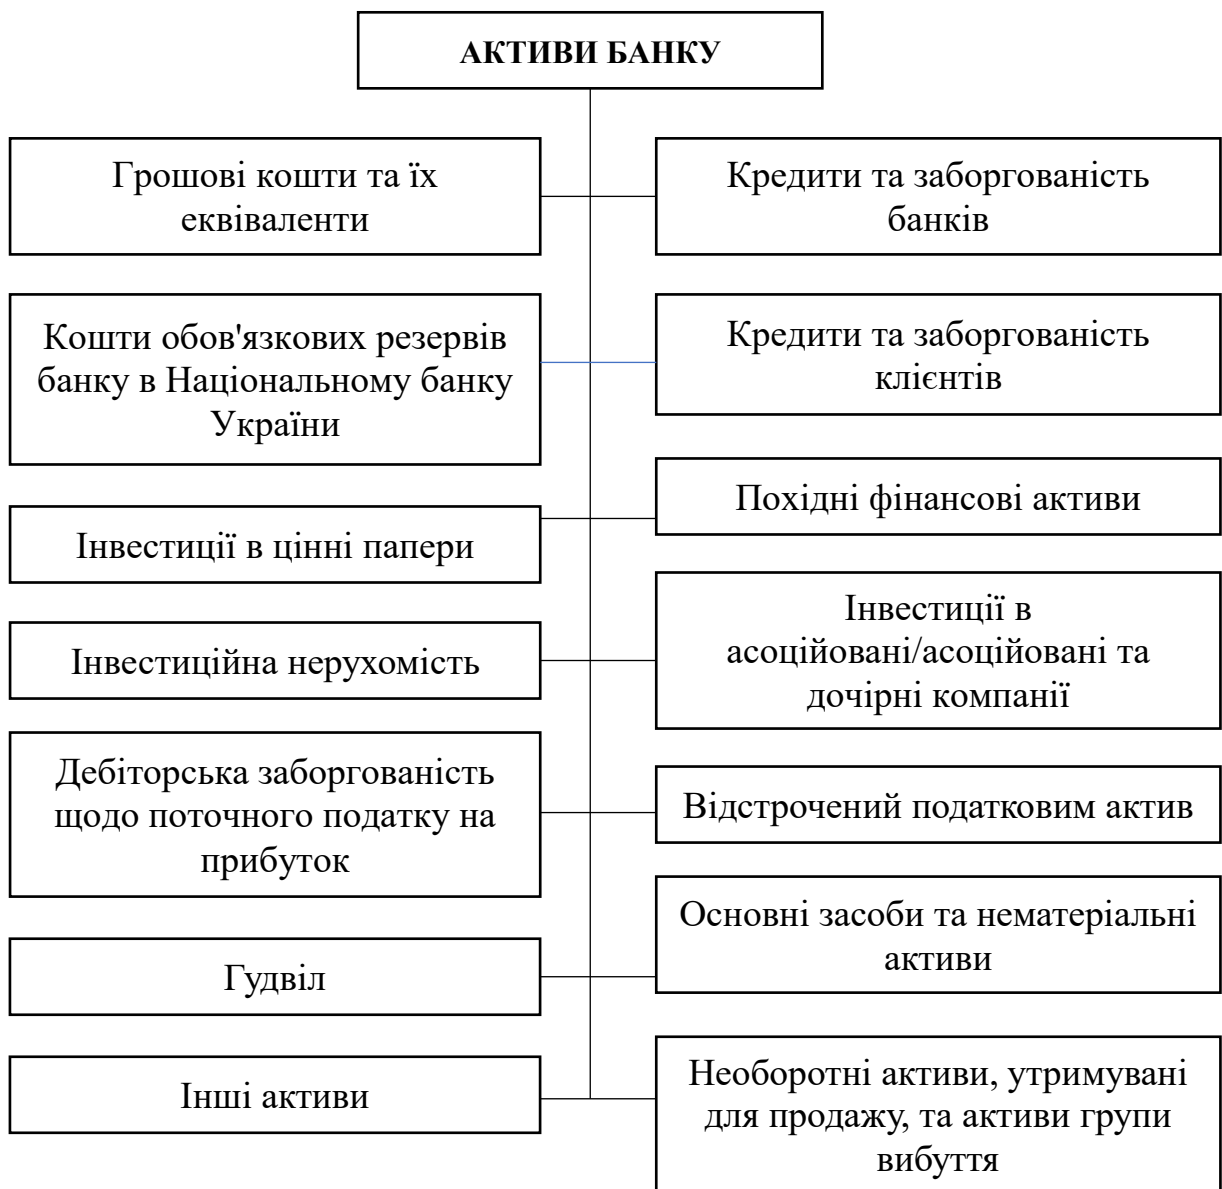 АКТИВИ БАНКУ
Грошові кошти та їх
еквіваленти
Кредити та заборгованість
банків
Кошти обов'язкових резервів
банку в Національному банку
України
Кредити та заборгованість
клієнтів
Інвестиції в цінні папери
Похідні фінансові активи
Інвестиційна нерухомість
Інвестиції в
асоційовані/асоційовані та
дочірні компанії
Дебіторська заборгованість
щодо поточного податку на
прибуток
Відстрочений податковим актив
Гудвіл
Основні засоби та нематеріальні
активи
Інші активи
Необоротні активи, утримувані
для продажу, та активи групи
вибуття